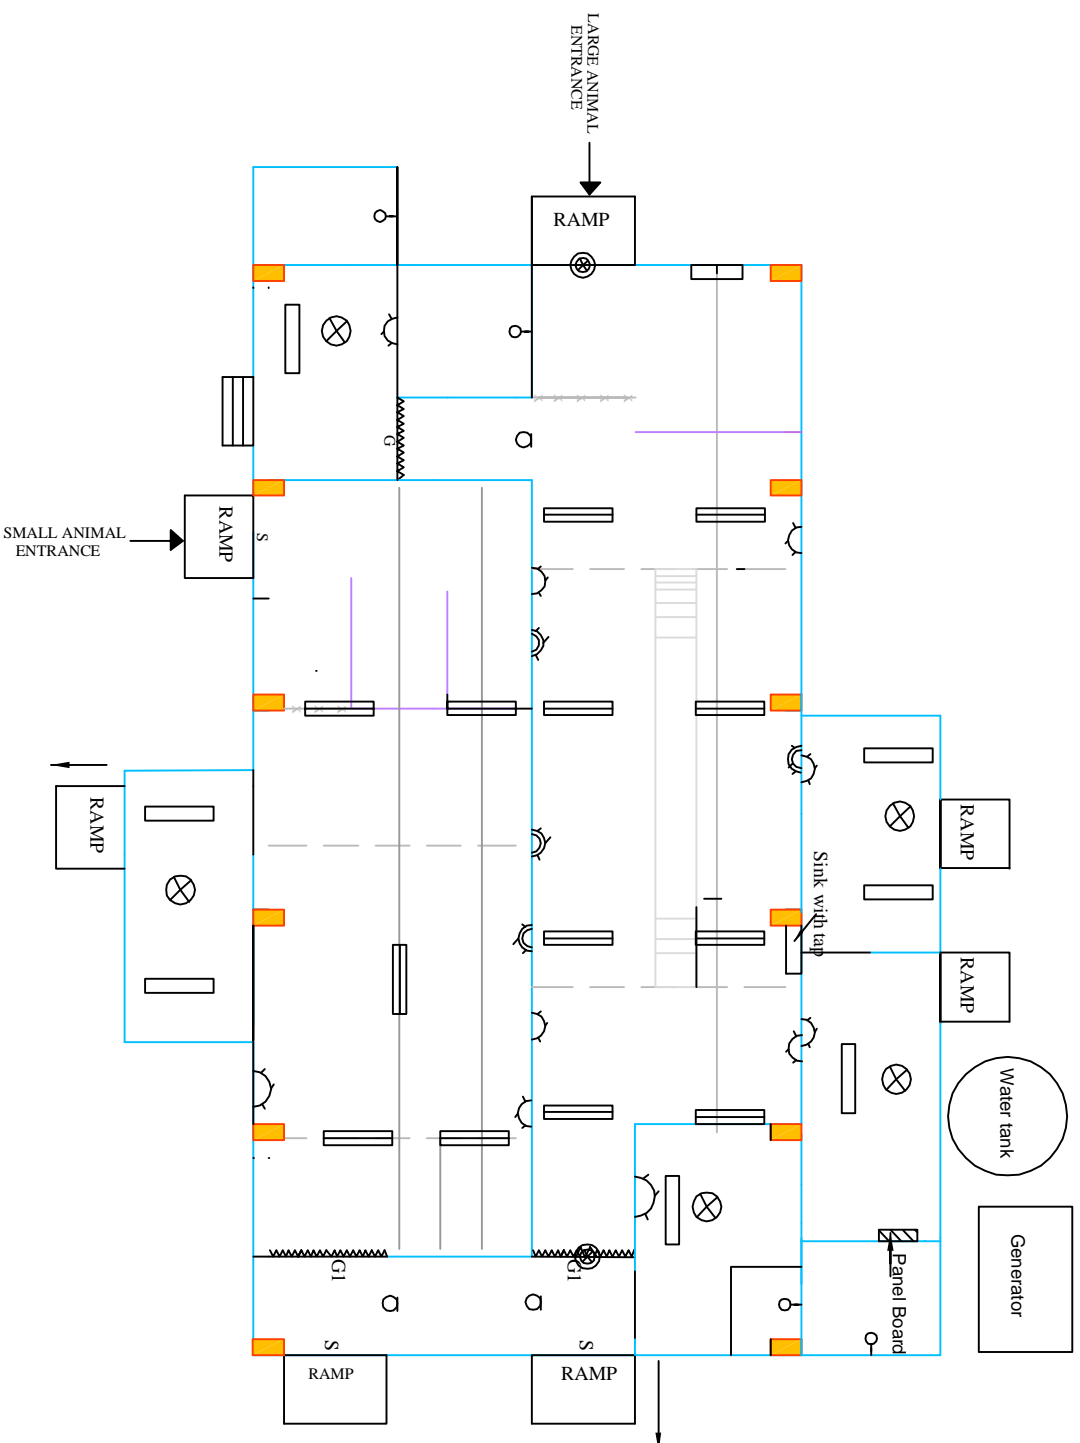 LARGE ANIMAL
ENTRANCE
RAMP
G
SMALL ANIMAL
ENTRANCE
RAMP
S
RAMP
RAMP
Sink with tap
RAMP
Water tank
Generator
Panel Board
G1
G1
S
S
RAMP
RAMP